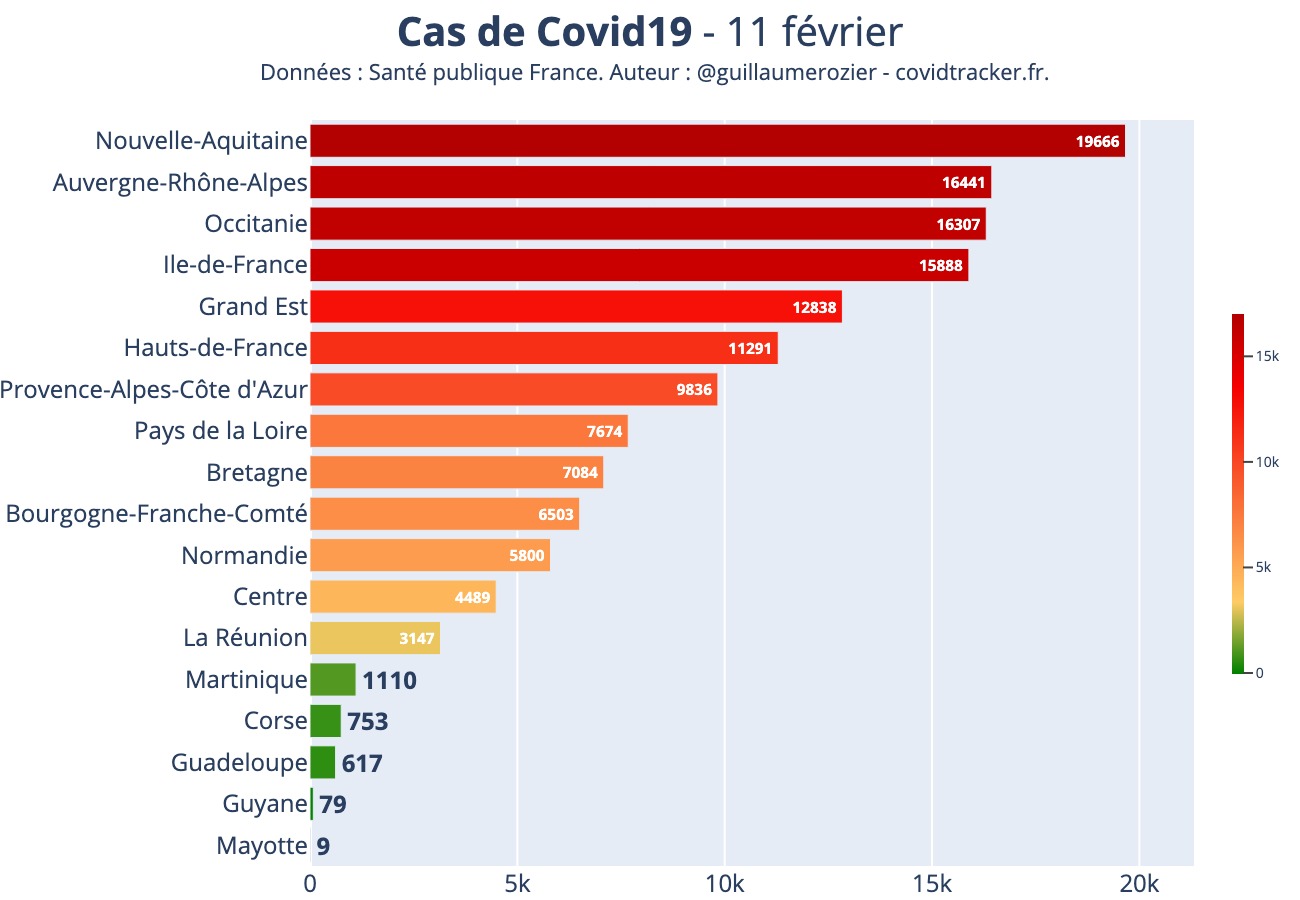 Cas de Covid19 - 11 février
Données : Santé publique France. Auteur : @guillaumerozier - covidtracker.fr.
Nouvelle-Aquitaine 19666
Auvergne-Rhône-Alpes 16441
Occitanie 16307
Ile-de-France 15888
Grand Est 12838
Hauts-de-France 11291
Provence-Alpes-Côte d'Azur 9836
Pays de la Loire 7674
Bretagne 7084
Bourgogne-Franche-Comté 6503
Normandie 5800
Centre 4489
La Réunion 3147
Martinique 1110
Corse 753
Guadeloupe 617
Guyane 79
Mayotte 9
0 5k 10k 15k 20k
15k
10k
5k
0